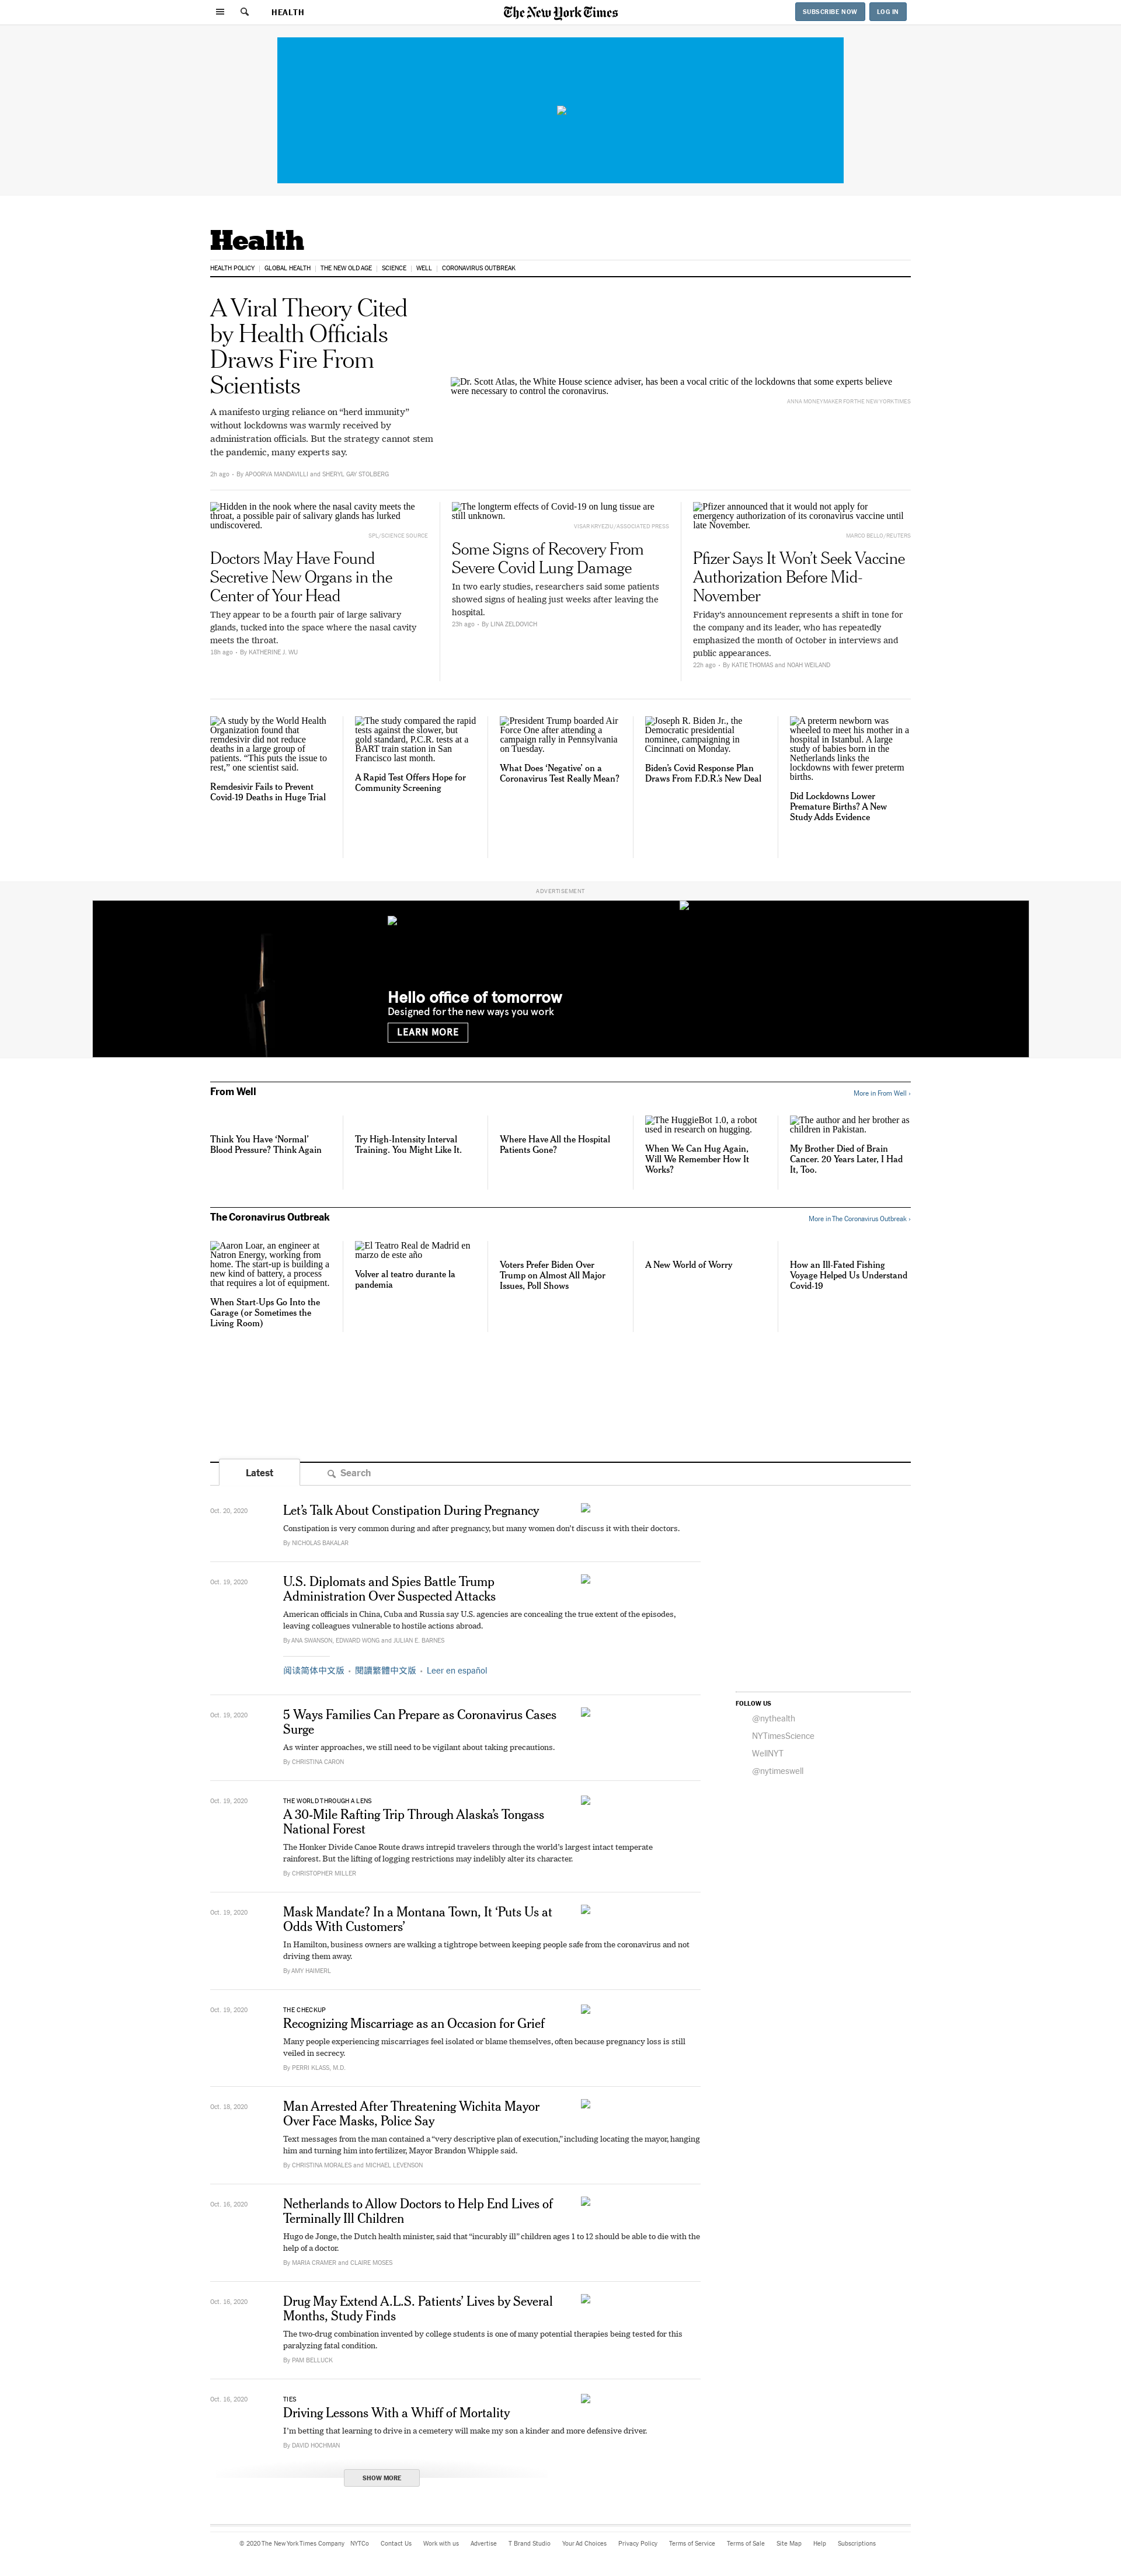 HEALTH
The New York Times
SUBSCRIBE NOW
LOG IN
Health
HEALTH POLICY
GLOBAL HEALTH
THE NEW OLD AGE
SCIENCE
WELL
CORONAVIRUS OUTBREAK
A Viral Theory Cited
by Health Officials
Draws Fire From
Scientists
A manifesto urging reliance on “herd immunity”
without lockdowns was warmly received by
administration officials. But the strategy cannot stem
the pandemic, many experts say.
2h ago • By APOORVA MANDAVILLI and SHERYL GAY STOLBERG
Dr. Scott Atlas, the White House science adviser, has been a vocal critic of the lockdowns that some experts believe
were necessary to control the coronavirus.
ANNA MONEYMAKER FOR THE NEW YORK TIMES
Hidden in the nook where the nasal cavity meets the
throat, a possible pair of salivary glands has lurked
undiscovered.
SPL/SCIENCE SOURCE
Doctors May Have Found
Secretive New Organs in the
Center of Your Head
They appear to be a fourth pair of large salivary
glands, tucked into the space where the nasal cavity
meets the throat.
18h ago • By KATHERINE J. WU
The longterm effects of Covid-19 on lung tissue are
still unknown.
VISAR KRYEZIU/ASSOCIATED PRESS
Some Signs of Recovery From
Severe Covid Lung Damage
In two early studies, researchers said some patients
showed signs of healing just weeks after leaving the
hospital.
23h ago • By LINA ZELDOVICH
Pfizer announced that it would not apply for
emergency authorization of its coronavirus vaccine until
late November.
MARCO BELLO/REUTERS
Pfizer Says It Won’t Seek Vaccine
Authorization Before Mid-
November
Friday’s announcement represents a shift in tone for
the company and its leader, who has repeatedly
emphasized the month of October in interviews and
public appearances.
22h ago • By KATIE THOMAS and NOAH WEILAND
A study by the World Health
Organization found that
remdesivir did not reduce
deaths in a large group of
patients. “This puts the issue to
rest,” one scientist said.
Remdesivir Fails to Prevent
Covid-19 Deaths in Huge Trial
The study compared the rapid
tests against the slower, but
gold standard, P.C.R. tests at a
BART train station in San
Francisco last month.
A Rapid Test Offers Hope for
Community Screening
President Trump boarded Air
Force One after attending a
campaign rally in Pennsylvania
on Tuesday.
What Does ‘Negative’ on a
Coronavirus Test Really Mean?
Joseph R. Biden Jr., the
Democratic presidential
nominee, campaigning in
Cincinnati on Monday.
Biden’s Covid Response Plan
Draws From F.D.R.’s New Deal
A preterm newborn was
wheeled to meet his mother in a
hospital in Istanbul. A large
study of babies born in the
Netherlands links the
lockdowns with fewer preterm
births.
Did Lockdowns Lower
Premature Births? A New
Study Adds Evidence
ADVERTISEMENT
Hello office of tomorrow
Designed for the new ways you work
LEARN MORE
From Well
More in From Well ›
Think You Have ‘Normal’
Blood Pressure? Think Again
Try High-Intensity Interval
Training. You Might Like It.
Where Have All the Hospital
Patients Gone?
The HuggieBot 1.0, a robot
used in research on hugging.
When We Can Hug Again,
Will We Remember How It
Works?
The author and her brother as
children in Pakistan.
My Brother Died of Brain
Cancer. 20 Years Later, I Had
It, Too.
The Coronavirus Outbreak
More in The Coronavirus Outbreak ›
Aaron Loar, an engineer at
Natron Energy, working from
home. The start-up is building a
new kind of battery, a process
that requires a lot of equipment.
When Start-Ups Go Into the
Garage (or Sometimes the
Living Room)
El Teatro Real de Madrid en
marzo de este año
Volver al teatro durante la
pandemia
Voters Prefer Biden Over
Trump on Almost All Major
Issues, Poll Shows
A New World of Worry
How an Ill-Fated Fishing
Voyage Helped Us Understand
Covid-19
Latest
Search
Oct. 20, 2020
Let’s Talk About Constipation During Pregnancy
Constipation is very common during and after pregnancy, but many women don’t discuss it with their doctors.
By NICHOLAS BAKALAR
Oct. 19, 2020
U.S. Diplomats and Spies Battle Trump
Administration Over Suspected Attacks
American officials in China, Cuba and Russia say U.S. agencies are concealing the true extent of the episodes,
leaving colleagues vulnerable to hostile actions abroad.
By ANA SWANSON, EDWARD WONG and JULIAN E. BARNES
阅读简体中文版 • 閱讀繁體中文版 • Leer en español
Oct. 19, 2020
5 Ways Families Can Prepare as Coronavirus Cases
Surge
As winter approaches, we still need to be vigilant about taking precautions.
By CHRISTINA CARON
FOLLOW US
@nythealth
NYTimesScience
WellNYT
@nytimeswell
Oct. 19, 2020
THE WORLD THROUGH A LENS
A 30-Mile Rafting Trip Through Alaska’s Tongass
National Forest
The Honker Divide Canoe Route draws intrepid travelers through the world’s largest intact temperate
rainforest. But the lifting of logging restrictions may indelibly alter its character.
By CHRISTOPHER MILLER
Oct. 19, 2020
Mask Mandate? In a Montana Town, It ‘Puts Us at
Odds With Customers’
In Hamilton, business owners are walking a tightrope between keeping people safe from the coronavirus and not
driving them away.
By AMY HAIMERL
Oct. 19, 2020
THE CHECKUP
Recognizing Miscarriage as an Occasion for Grief
Many people experiencing miscarriages feel isolated or blame themselves, often because pregnancy loss is still
veiled in secrecy.
By PERRI KLASS, M.D.
Oct. 18, 2020
Man Arrested After Threatening Wichita Mayor
Over Face Masks, Police Say
Text messages from the man contained a “very descriptive plan of execution,” including locating the mayor, hanging
him and turning him into fertilizer, Mayor Brandon Whipple said.
By CHRISTINA MORALES and MICHAEL LEVENSON
Oct. 16, 2020
Netherlands to Allow Doctors to Help End Lives of
Terminally Ill Children
Hugo de Jonge, the Dutch health minister, said that “incurably ill” children ages 1 to 12 should be able to die with the
help of a doctor.
By MARIA CRAMER and CLAIRE MOSES
Oct. 16, 2020
Drug May Extend A.L.S. Patients’ Lives by Several
Months, Study Finds
The two-drug combination invented by college students is one of many potential therapies being tested for this
paralyzing fatal condition.
By PAM BELLUCK
Oct. 16, 2020
TIES
Driving Lessons With a Whiff of Mortality
I’m betting that learning to drive in a cemetery will make my son a kinder and more defensive driver.
By DAVID HOCHMAN
SHOW MORE
© 2020 The New York Times Company NYTCo Contact Us Work with us Advertise T Brand Studio Your Ad Choices Privacy Policy Terms of Service Terms of Sale Site Map Help Subscriptions